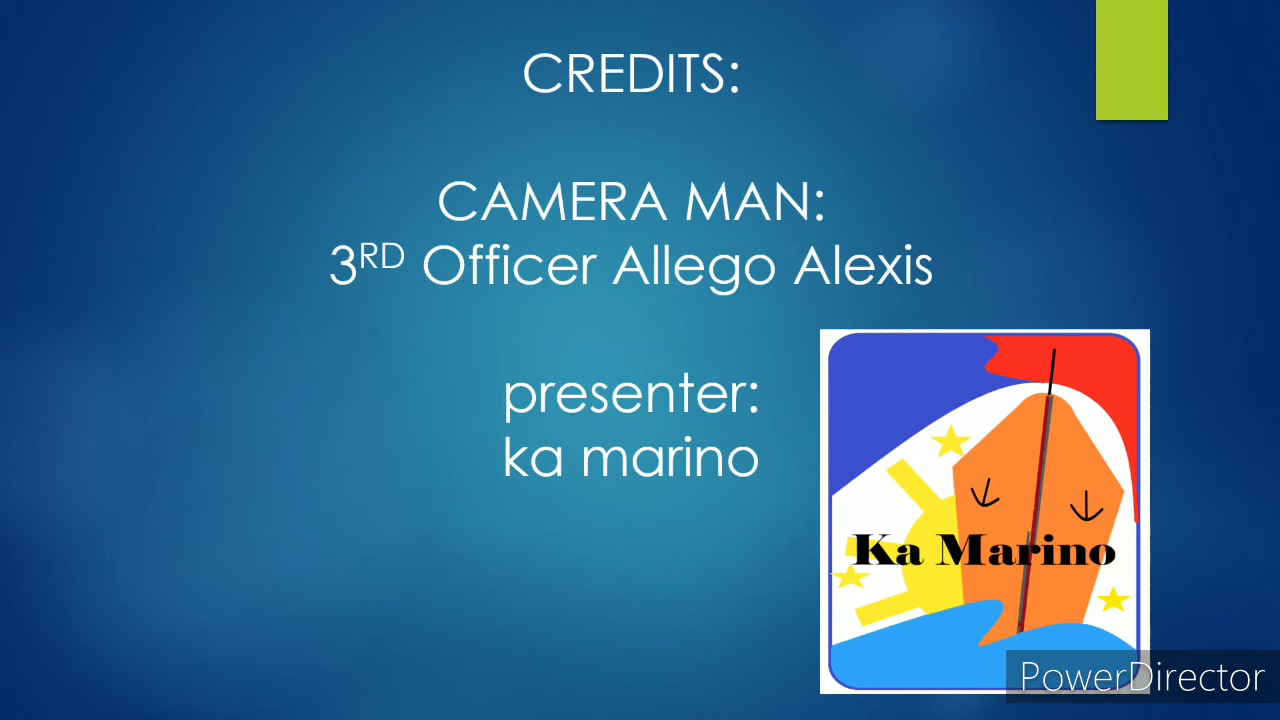 CREDITS:
CAMERA MAN:
3RD Officer Allego Alexis
presenter:
ka marino
Ka Marino
PowerDirector